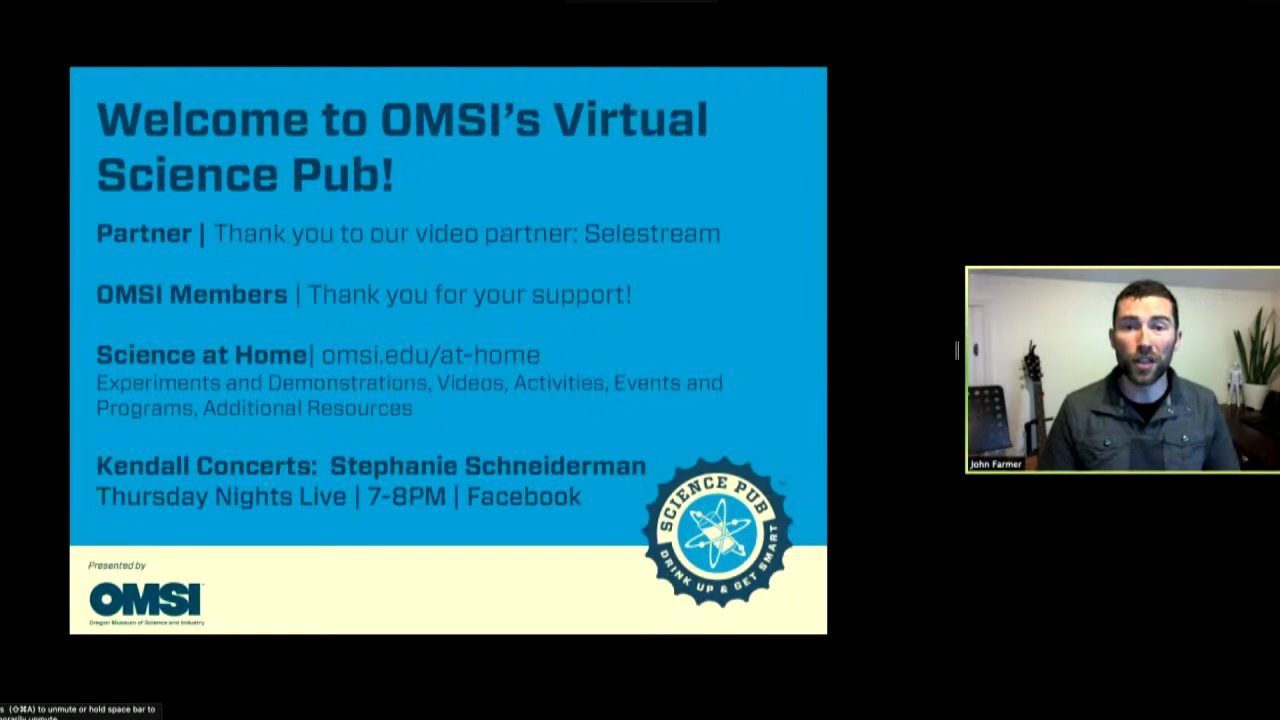 Welcome to OMSI's Virtual
Science Pub!
Partner | Thank you to our video partner: Selestream
OMSI Members | Thank you for your support!
Science at Home| omsi.edu/at-home
Experiments and Demonstrations, Videos, Activities, Events and
Programs, Additional Resources
Kendall Concerts: Stephanie Schneiderman
Thursday Nights Live | 7-8PM | Facebook
SCIENCE PUB
DRINK UP & GET SMART
Presented by
OMSI
Oregon Museum of Science and Industry
John Farmer
(⇧⌘A) to unmute or hold space bar to
unmute